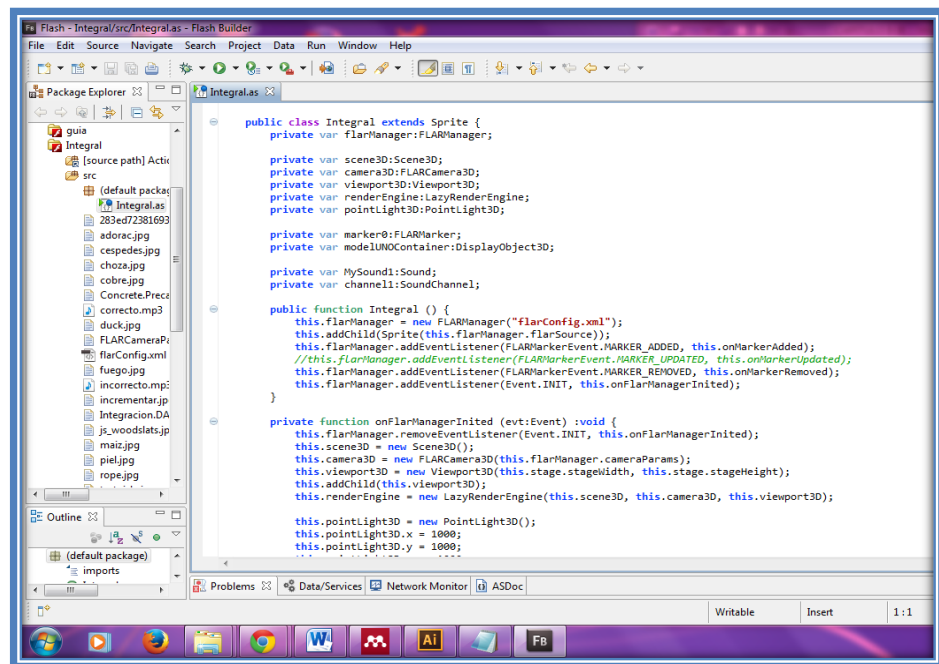 Flash - Integral/src/Integral.as - Flash Builder
File Edit Source Navigate Search Project Data Run Window Help
Package Explorer
Integral.as
guia
Integral
[source path] Actic
src
(default packag
Integral.as
283ed72381693
adorac.jpg
cespedes.jpg
choza.jpg
cobre.jpg
Concrete.Preca
correcto.mp3
duck.jpg
FLARCameraPa
flarConfig.xml
fuego.jpg
incorrecto.mp3
incrementar.jp
Integracion.DA
js_woodslats.jp
maiz.jpg
piel.jpg
rope.jpg
public class Integral extends Sprite {
private var flarManager:FLARManager;
private var scene3D:Scene3D;
private var camera3D:FLARCamera3D;
private var viewport3D:Viewport3D;
private var renderEngine:LazyRenderEngine;
private var pointLight3D:PointLight3D;
private var marker0:FLARMarker;
private var modelUNOContainer:DisplayObject3D;
private var MySound1:Sound;
private var channel1:SoundChannel;
public function Integral () {
this.flarManager = new FLARManager("flarConfig.xml");
this.addChild(Sprite(this.flarManager.flarSource));
this.flarManager.addEventListener(FLARMarkerEvent.MARKER_ADDED, this.onMarkerAdded);
//this.flarManager.addEventListener(FLARMarkerEvent.MARKER_UPDATED, this.onMarkerUpdated);
this.flarManager.addEventListener(FLARMarkerEvent.MARKER_REMOVED, this.onMarkerRemoved);
this.flarManager.addEventListener(Event.INIT, this.onFlarManagerInited);
}
private function onFlarManagerInited (evt:Event) :void {
this.flarManager.removeEventListener(Event.INIT, this.onFlarManagerInited);
this.scene3D = new Scene3D();
this.camera3D = new FLARCamera3D(this.flarManager.cameraParams);
this.viewport3D = new Viewport3D(this.stage.stageWidth, this.stage.stageHeight);
this.addChild(this.viewport3D);
this.renderEngine = new LazyRenderEngine(this.scene3D, this.camera3D, this.viewport3D);
this.pointLight3D = new PointLight3D();
this.pointLight3D.x = 1000;
this.pointLight3D.y = 1000;
Outline
(default package)
imports
Problems Data/Services Network Monitor ASDoc
Writable Insert 1:1
W Ai FB